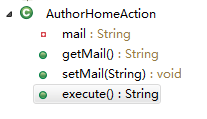 AuthorHomeAction
mail : String
getMail() : String
setMail(String) : void
execute() : String